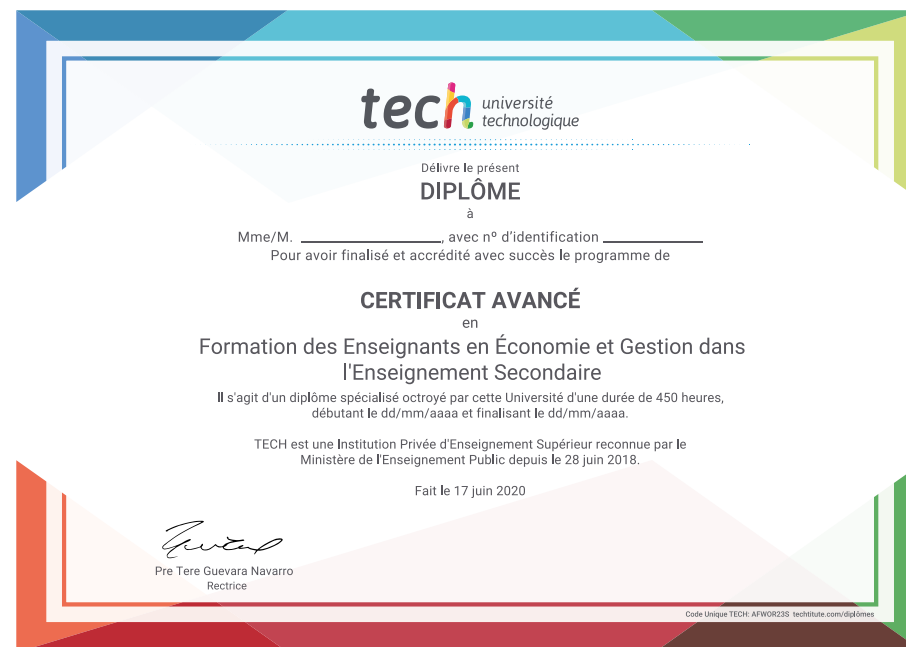 tech université
technologique
Délivre le présent
DIPLÔME
à
Mme/M. ____________________, avec nº d'identification ______________
Pour avoir finalisé et accrédité avec succès le programme de
CERTIFICAT AVANCÉ
en
Formation des Enseignants en Économie et Gestion dans
l'Enseignement Secondaire
Il s'agit d'un diplôme spécialisé octroyé par cette Université d'une durée de 450 heures,
débutant le dd/mm/aaaa et finalisant le dd/mm/aaaa.
TECH est une Institution Privée d'Enseignement Supérieur reconnue par le
Ministère de l'Enseignement Public depuis le 28 juin 2018.
Fait le 17 juin 2020
Pre Tere Guevara Navarro
Rectrice
Code Unique TECH: AFWOR23S techtitute.com/diplômes